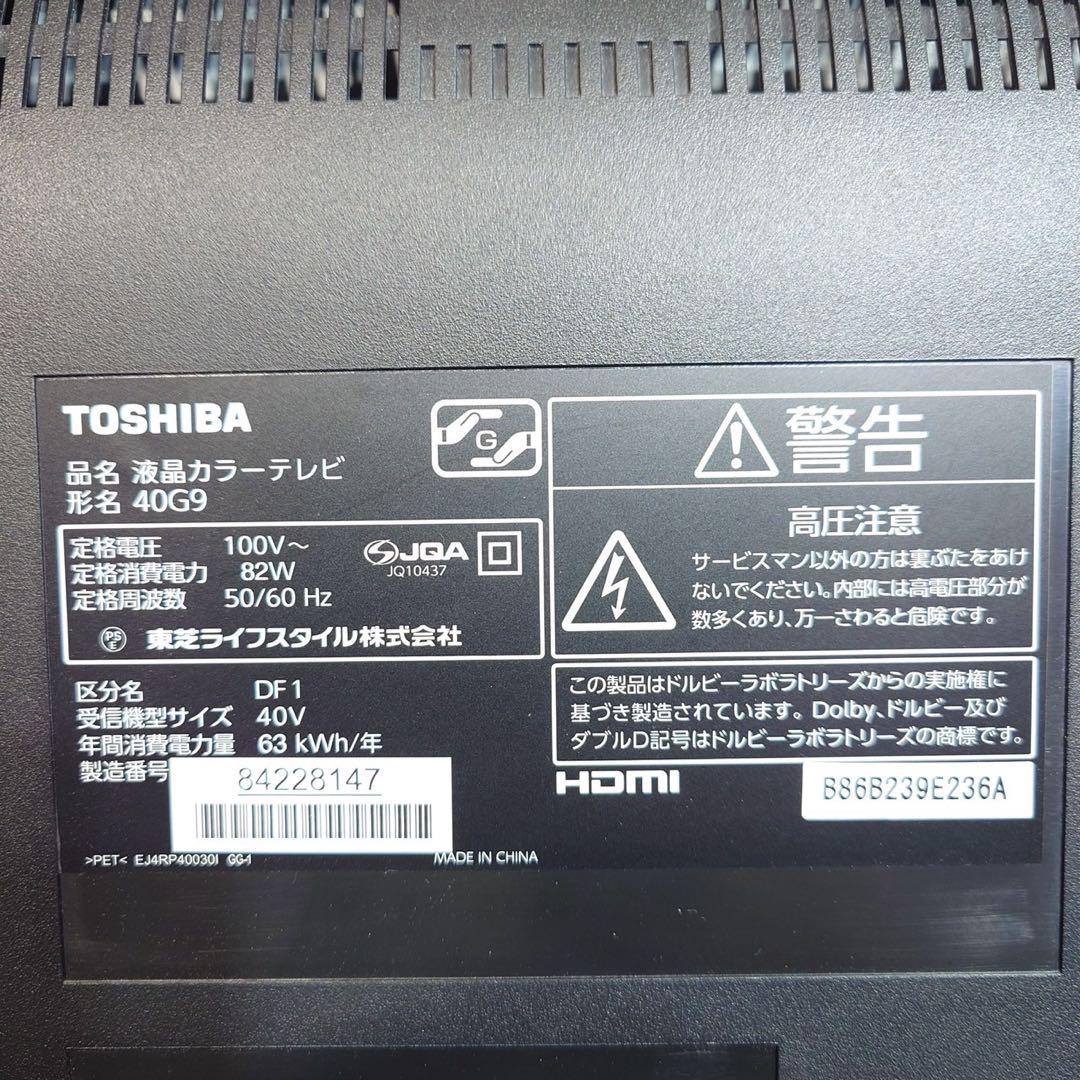 TOSHIBA
品名 液晶カラーテレビ
形名 40G9
G
定格電圧 100V～
定格消費電力 82W
定格周波数 50/60 Hz
JQA
JQ10437
PSE 東芝ライフスタイル株式会社
区分名 DF1
受信機型サイズ 40V
年間消費電力量 63 kWh/年
製造番号
84228147
>PET< EJ4RP40030I GG-I
MADE IN CHINA
警告
高圧注意
サービスマン以外の方は裏ぶたをあけ
ないでください。内部には高電圧部分が
数多くあり、万一さわると危険です。
この製品はドルビーラボラトリーズからの実施権に
基づき製造されています。Dolby、ドルビー及び
ダブルD記号はドルビーラボラトリーズの商標です。
HDMI
B86B239E236A